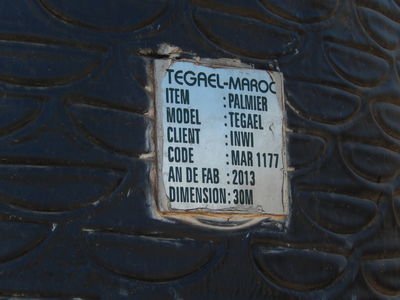 TEGAEL-MAROC
ITEM : PALMIER
MODEL : TEGAEL
CLIENT : INWI
CODE : MAR 1177
AN DE FAB : 2013
DIMENSION : 30M